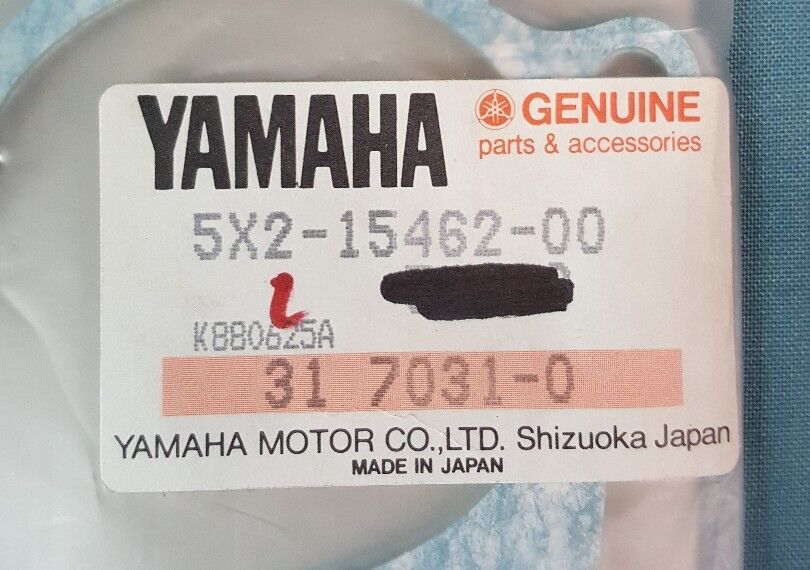 YAMAHA
GENUINE
parts & accessories
5X2-15462-00
K880625A
31 7031-0
YAMAHA MOTOR CO.,LTD. Shizuoka Japan
MADE IN JAPAN